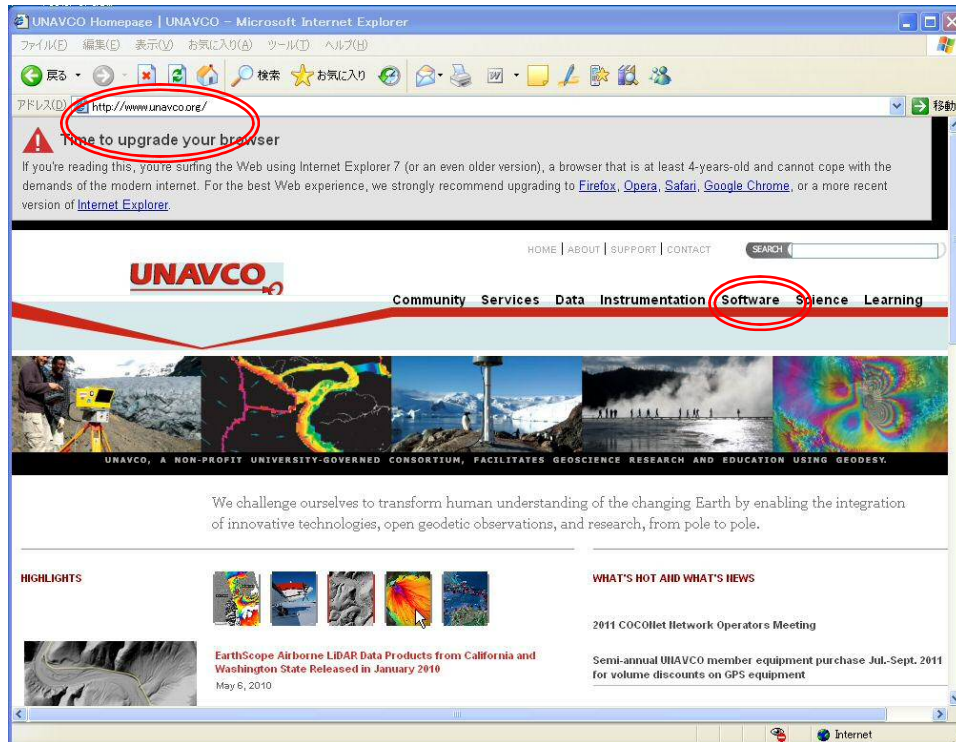 UNAVCO Homepage | UNAVCO - Microsoft Internet Explorer
ファイル(F) 編集(E) 表示(V) お気に入り(A) ツール(T) ヘルプ(H)
戻る 検索 お気に入り
アドレス(D) http://www.unavco.org/ 移動
Time to upgrade your browser
If you're reading this, you're surfing the Web using Internet Explorer 7 (or an even older version), a browser that is at least 4-years-old and cannot cope with the
demands of the modern internet. For the best Web experience, we strongly recommend upgrading to Firefox, Opera, Safari, Google Chrome, or a more recent
version of Internet Explorer.
HOME | ABOUT | SUPPORT | CONTACT SEARCH
UNAVCO
Community Services Data Instrumentation Software Science Learning
UNAVCO, A NON-PROFIT UNIVERSITY-GOVERNED CONSORTIUM, FACILITATES GEOSCIENCE RESEARCH AND EDUCATION USING GEODESY.
We challenge ourselves to transform human understanding of the changing Earth by enabling the integration
of innovative technologies, open geodetic observations, and research, from pole to pole.
HIGHLIGHTS
EarthScope Airborne LiDAR Data Products from California and
Washington State Released in January 2010
May 6, 2010
WHAT'S HOT AND WHAT'S NEWS
2011 COCONet Network Operators Meeting
Semi-annual UNAVCO member equipment purchase Jul.-Sept. 2011
for volume discounts on GPS equipment
Internet